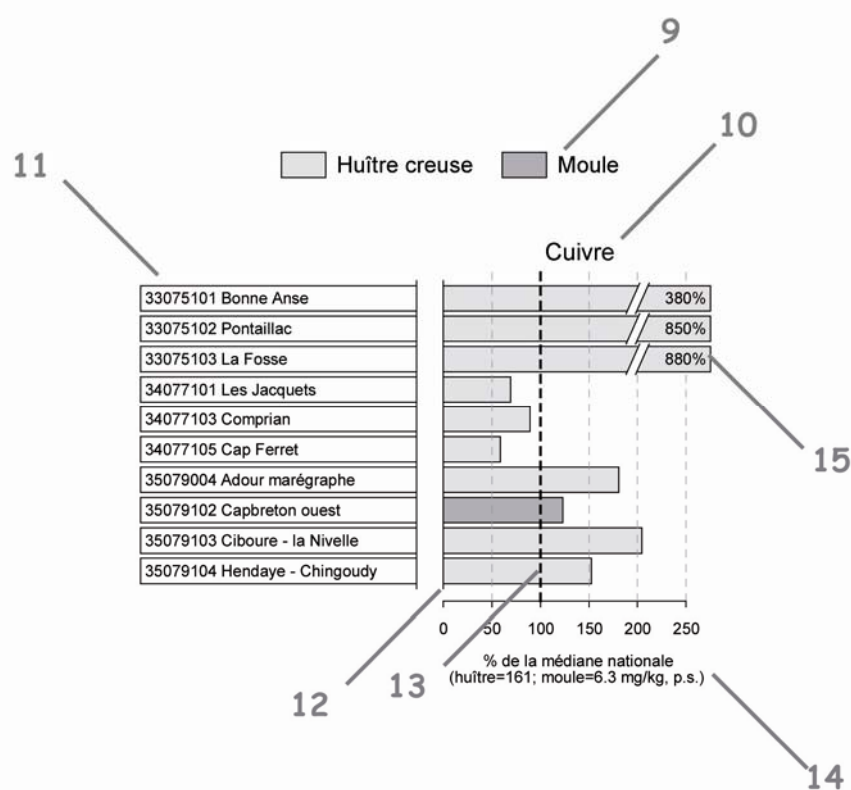 9
10
11
Huître creuse Moule
Cuivre
33075101 Bonne Anse 380%
33075102 Pontaillac 850%
33075103 La Fosse 880%
34077101 Les Jacquets
34077103 Comprian
34077105 Cap Ferret
15
35079004 Adour marégraphe
35079102 Capbreton ouest
35079103 Ciboure - la Nivelle
35079104 Hendaye - Chingoudy
0 50 100 150 200 250
% de la médiane nationale
(huître=161; moule=6.3 mg/kg, p.s.)
12
13
14